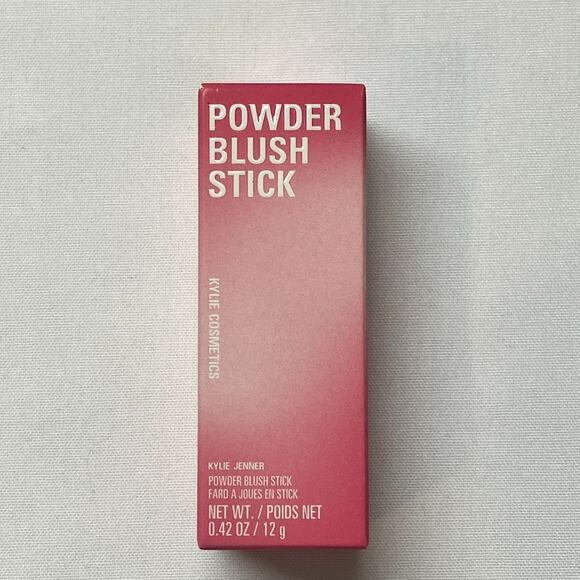 POWDER
BLUSH
STICK
KYLIE COSMETICS
KYLIE JENNER
POWDER BLUSH STICK
FARD A JOUES EN STICK
NET WT. / POIDS NET
0.42 OZ / 12 g